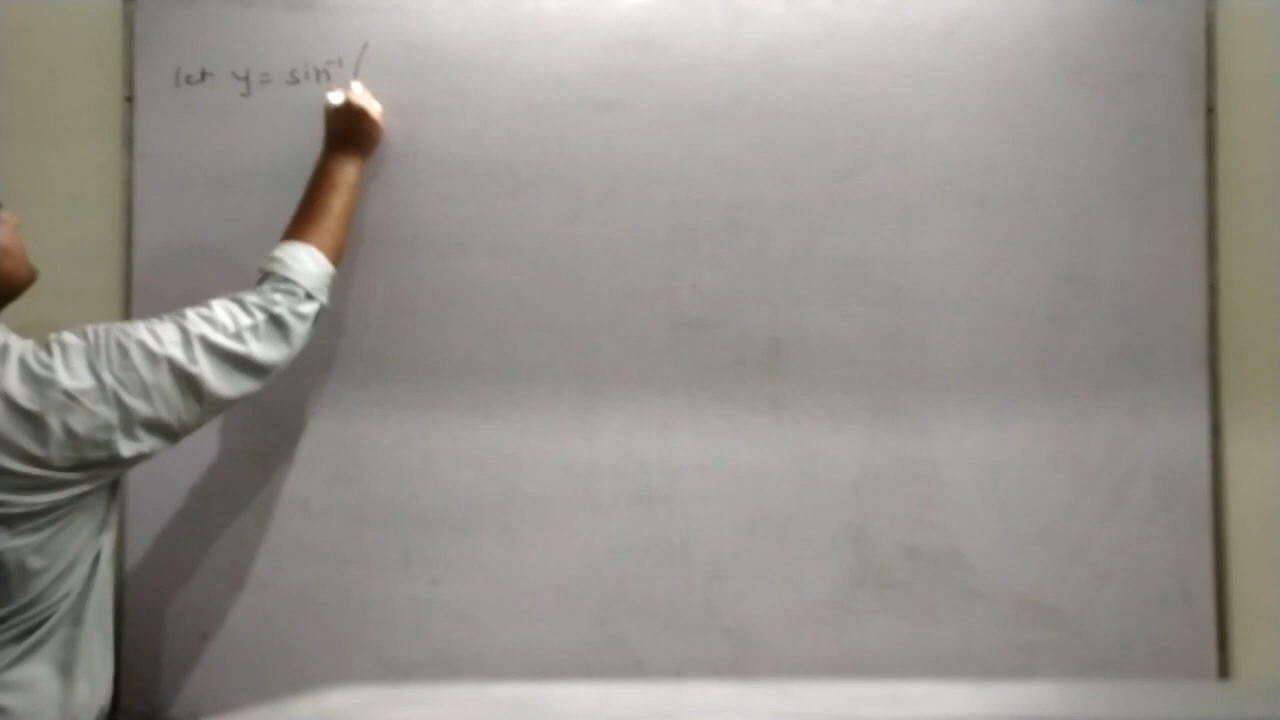 let y = sin⁻¹ (